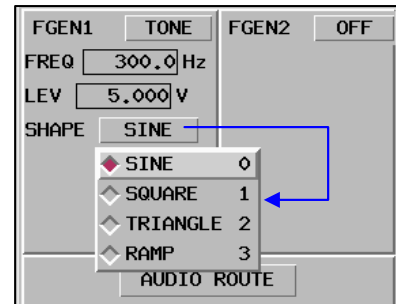 FGEN1 TONE FGEN2 OFF
FREQ 300.0 Hz
LEV 5.000 V
SHAPE SINE
SINE 0
SQUARE 1
TRIANGLE 2
RAMP 3
AUDIO ROUTE